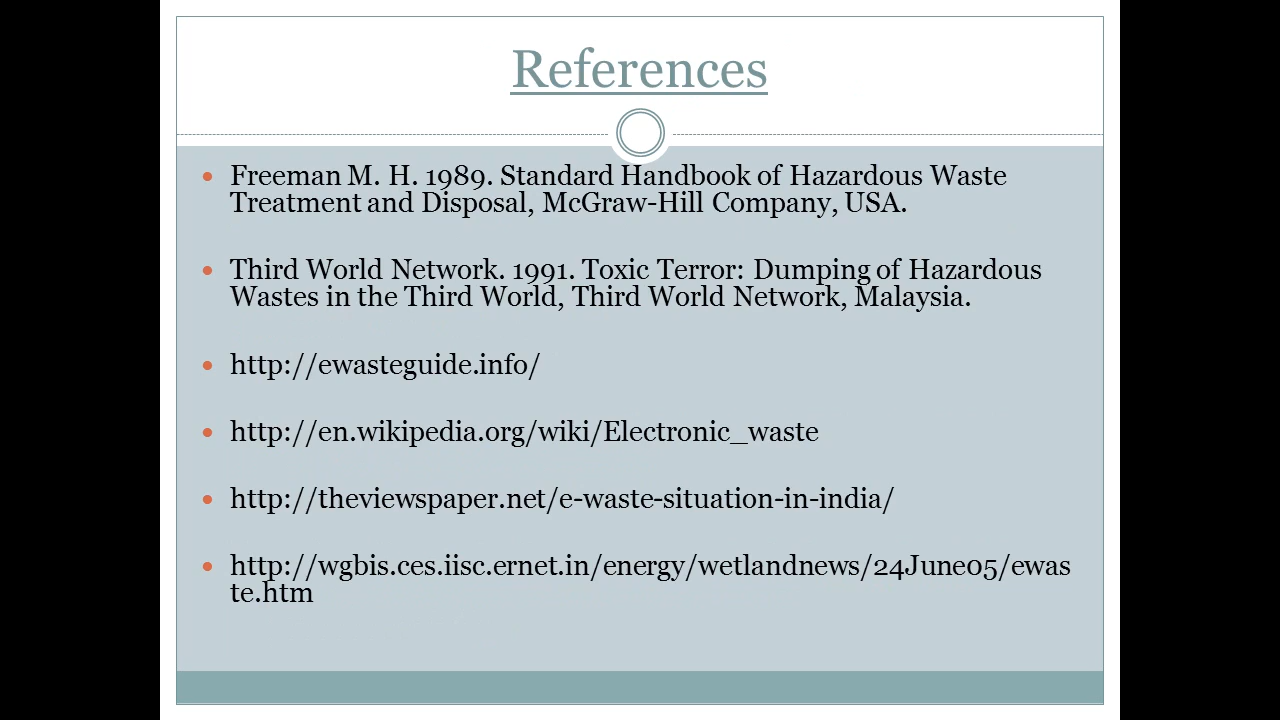 References
Freeman M. H. 1989. Standard Handbook of Hazardous Waste
Treatment and Disposal, McGraw-Hill Company, USA.
Third World Network. 1991. Toxic Terror: Dumping of Hazardous
Wastes in the Third World, Third World Network, Malaysia.
http://ewasteguide.info/
http://en.wikipedia.org/wiki/Electronic_waste
http://theviewspaper.net/e-waste-situation-in-india/
http://wgbis.ces.iisc.ernet.in/energy/wetlandnews/24June05/ewas
te.htm